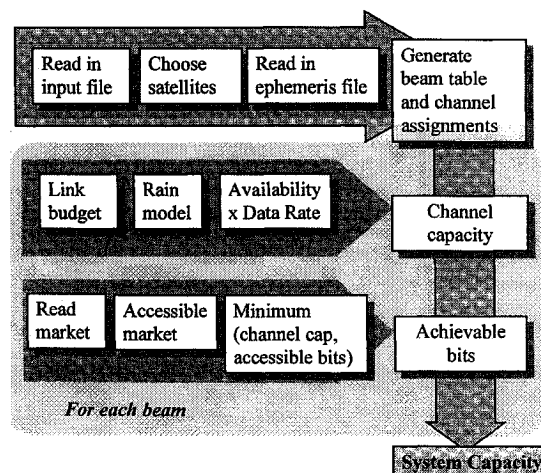 Read in
input file
Choose
satellites
Read in
ephemeris file
Generate
beam table
and channel
assignments
Link
budget
Rain
model
Availability
x Data Rate
Channel
capacity
Read
market
Accessible
market
Minimum
(channel cap,
accessible bits)
Achievable
bits
For each beam
System Capacity